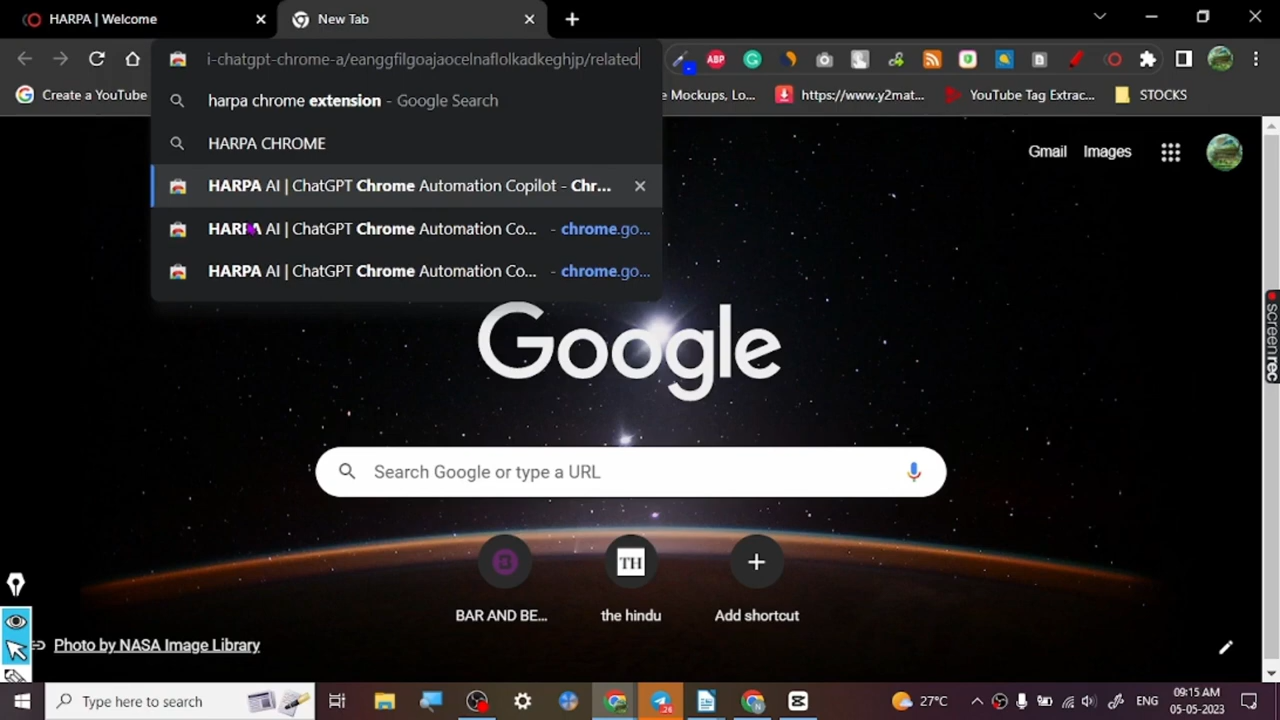 HARPA | Welcome
New Tab
i-chatgpt-chrome-a/eanggfilgoajaocelnaflolkadkeghjp/related
ABP
Create a YouTube
e Mockups, Lo...
https://www.y2mat...
YouTube Tag Extrac...
STOCKS
harpa chrome extension - Google Search
HARPA CHROME
HARPA AI | ChatGPT Chrome Automation Copilot - Chr...
HARPA AI | ChatGPT Chrome Automation Co... - chrome.go...
HARPA AI | ChatGPT Chrome Automation Co... - chrome.go...
Gmail
Images
screenrec
Google
Search Google or type a URL
B
TH
BAR AND BE...
the hindu
Add shortcut
Photo by NASA Image Library
Type here to search
26
N
27°C
ENG
09:15 AM
05-05-2023